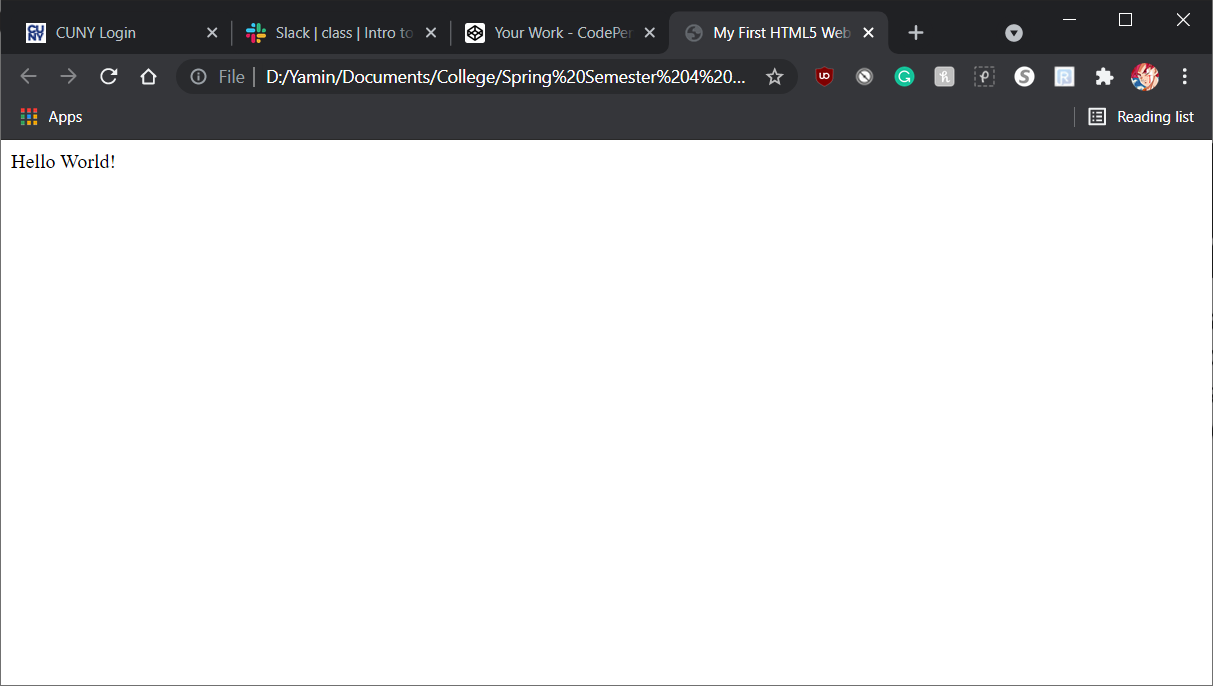 CUNY Login
Slack | class | Intro to
Your Work - CodePen
My First HTML5 Web
File | D:/Yamin/Documents/College/Spring%20Semester%204%20...
Apps
Reading list
Hello World!